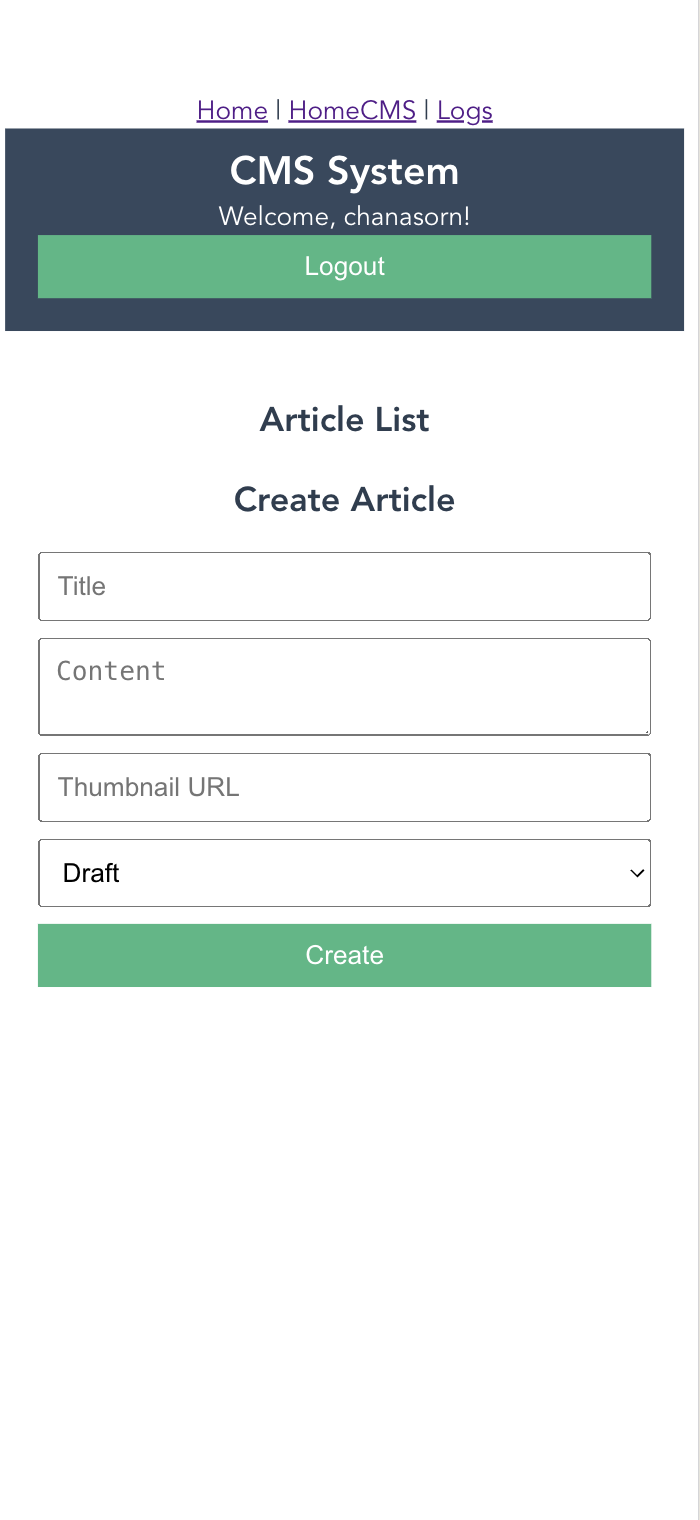 Home | HomeCMS | Logs
CMS System
Welcome, chanasorn!
Logout
Article List
Create Article
Title
Content
Thumbnail URL
Draft
Create